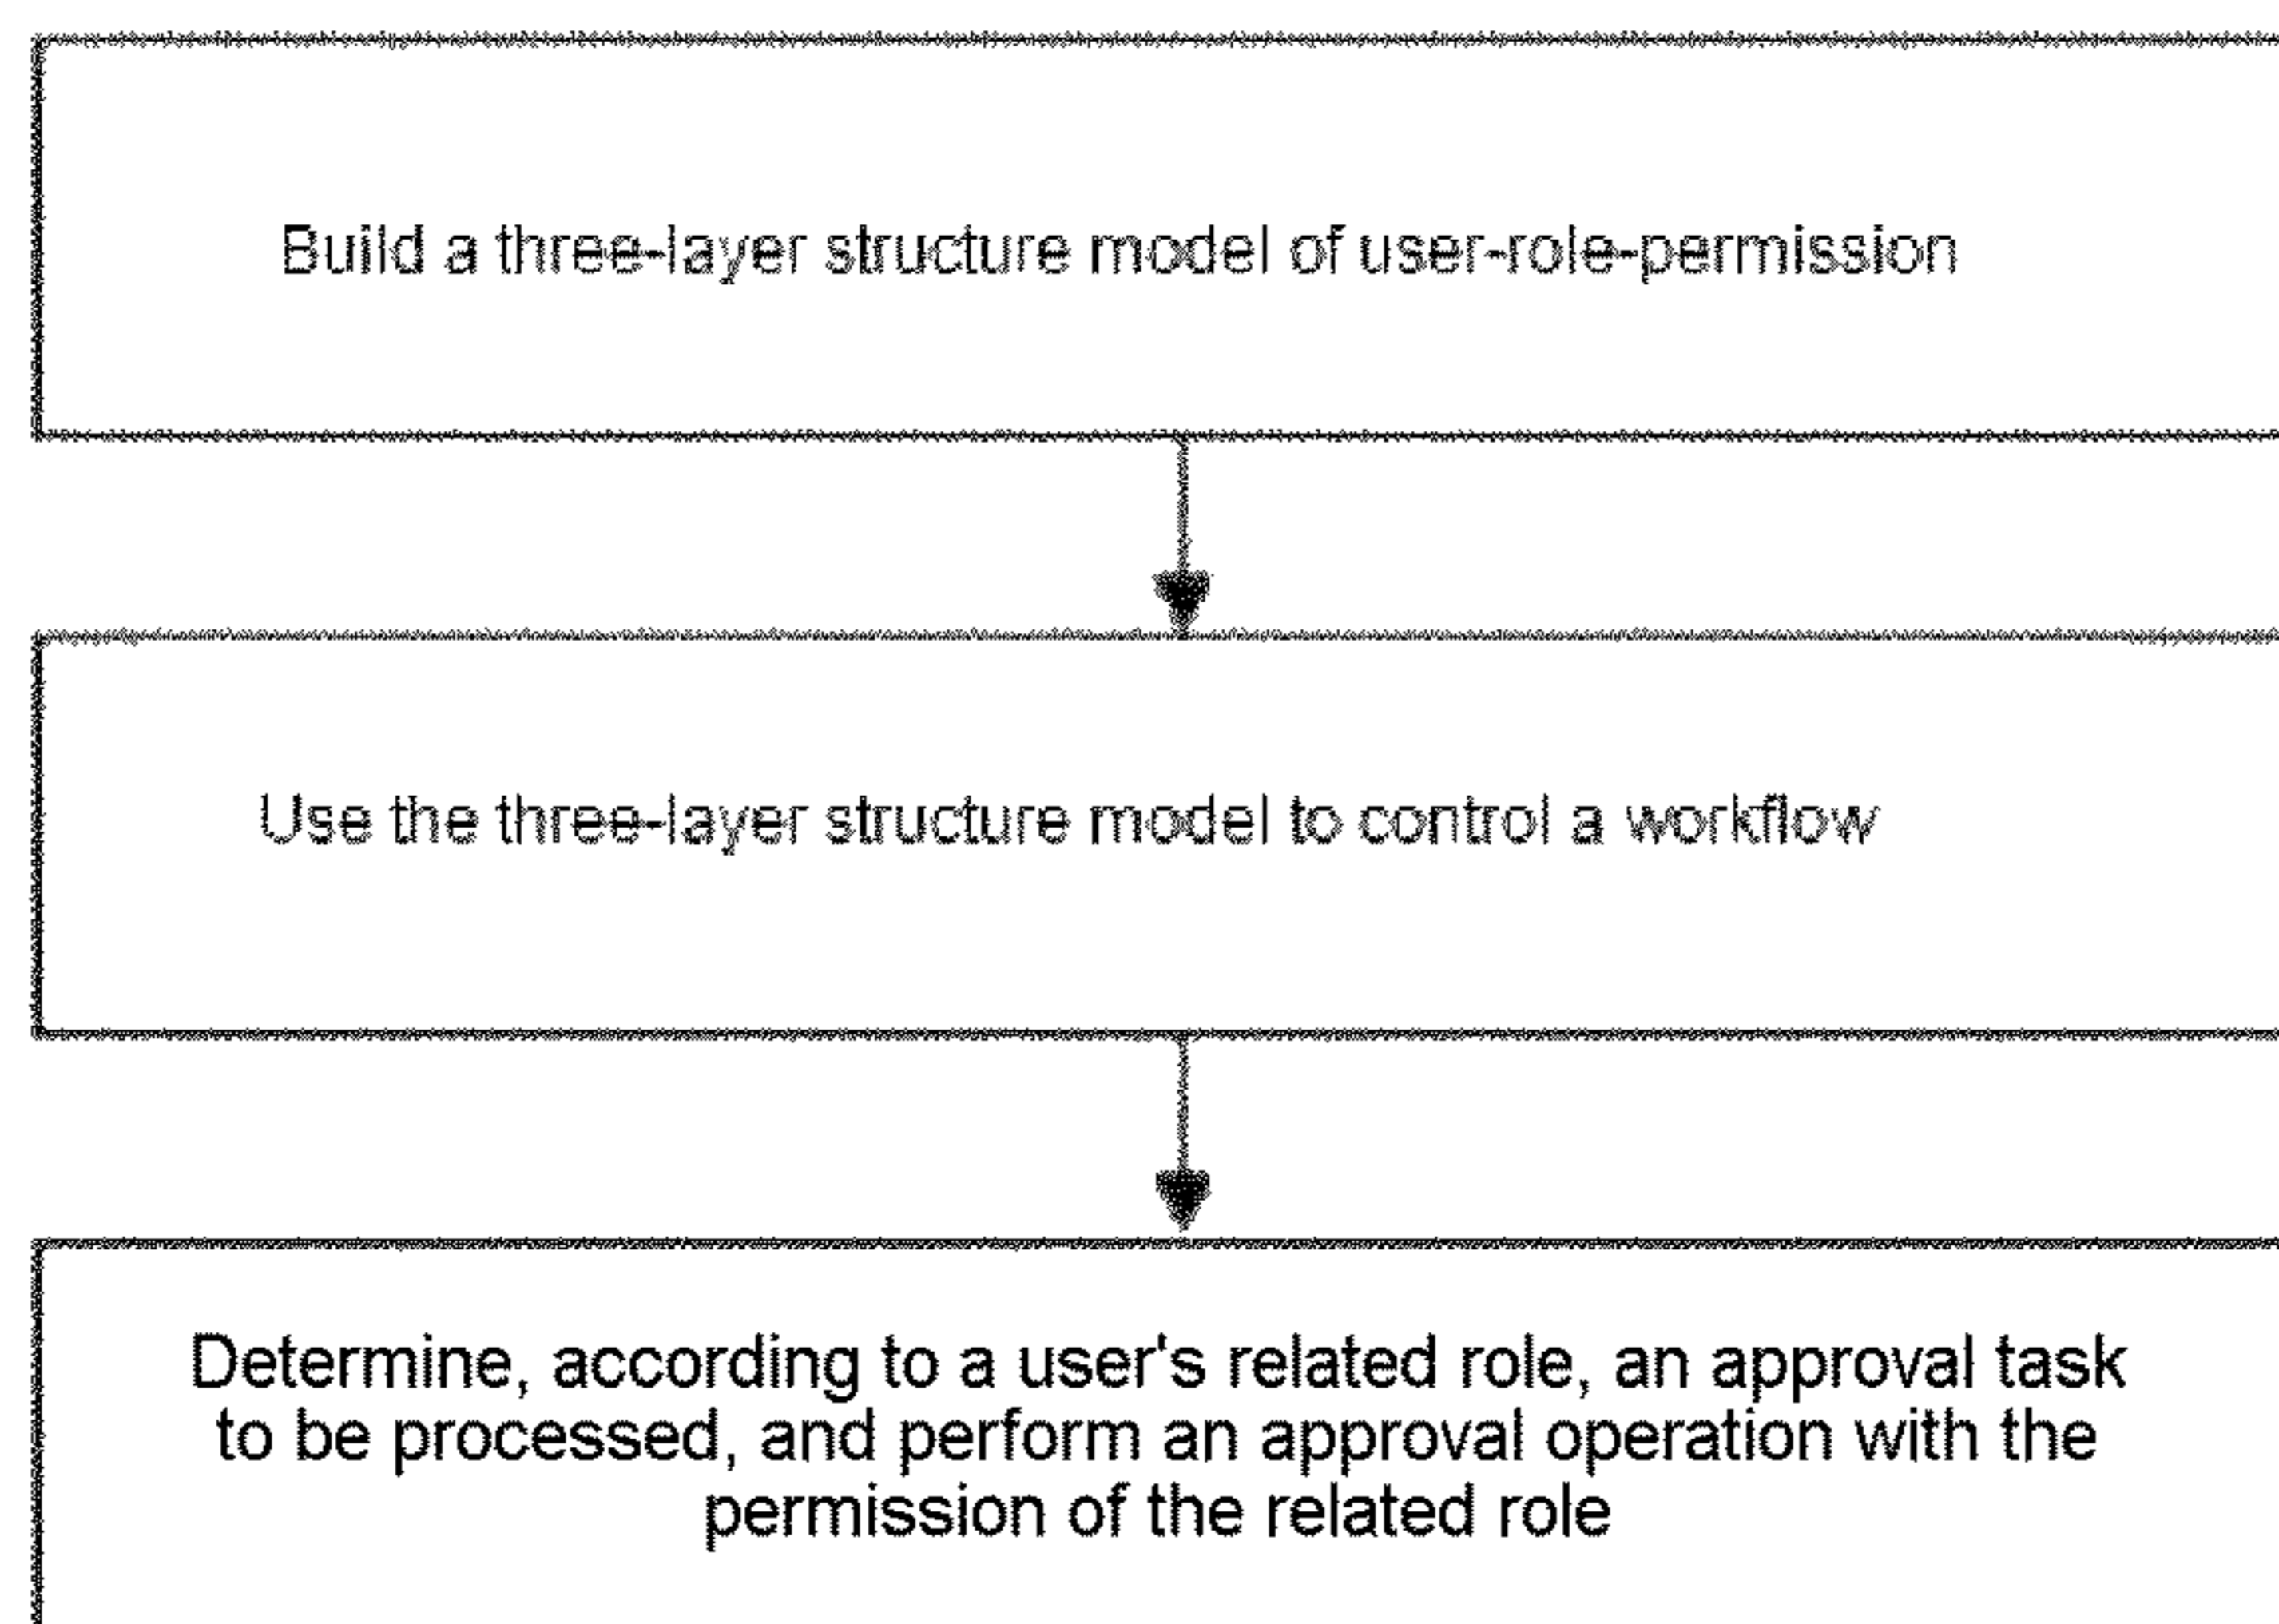 Build a three-layer structure model of user-role-permission
Use the three-layer structure model to control a workflow
Determine, according to a user's related role, an approval task
to be processed, and perform an approval operation with the
permission of the related role